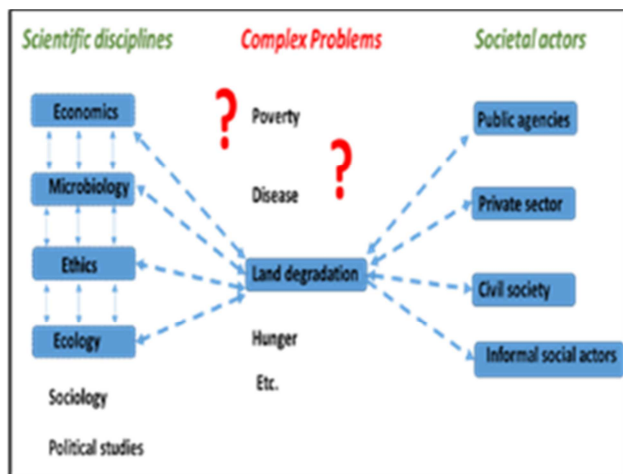 Scientific disciplines
Complex Problems
Societal actors
Economics
Microbiology
Ethics
Ecology
Sociology
Political studies
?
Poverty
?
Disease
Land degradation
Hunger
Etc.
Public agencies
Private sector
Civil society
Informal social actors